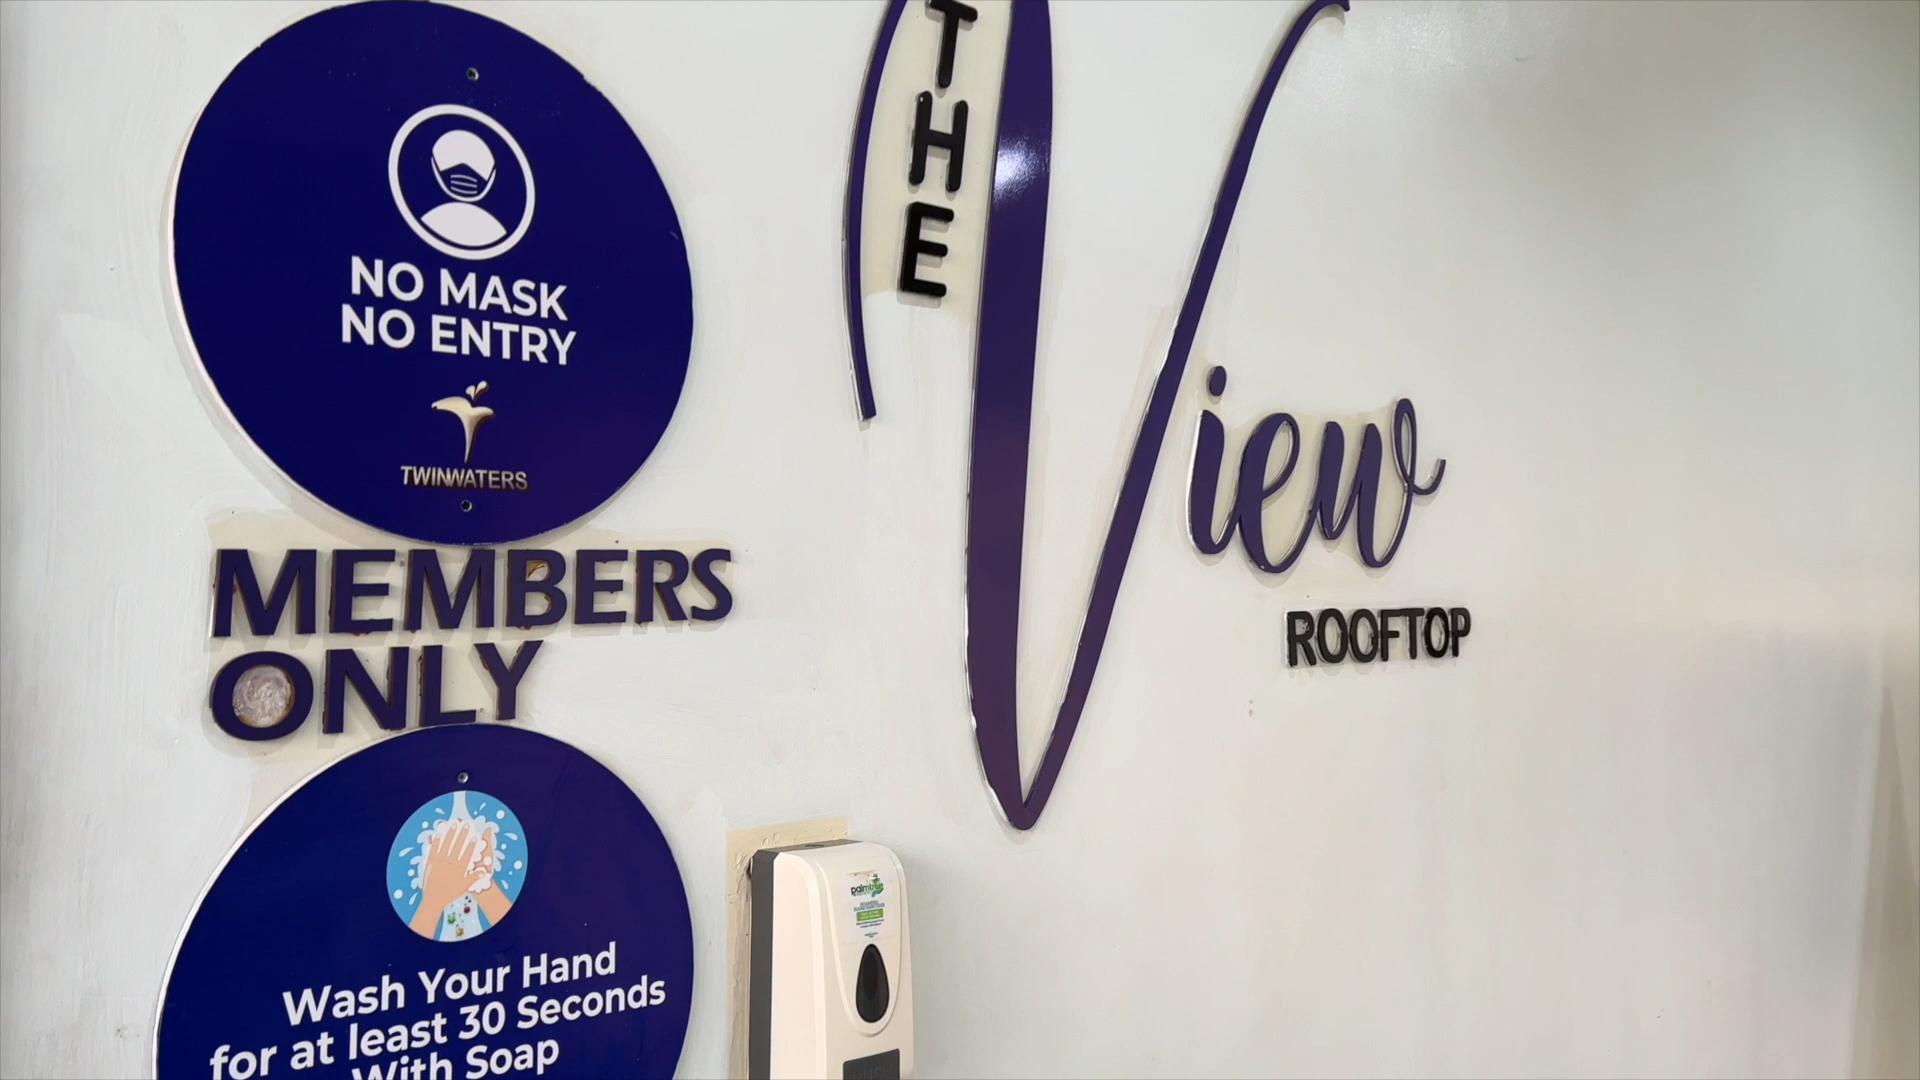 NO MASK
NO ENTRY
TWINWATERS
MEMBERS
ONLY
Wash Your Hand
for at least 30 Seconds
With Soap
THE
View
ROOFTOP